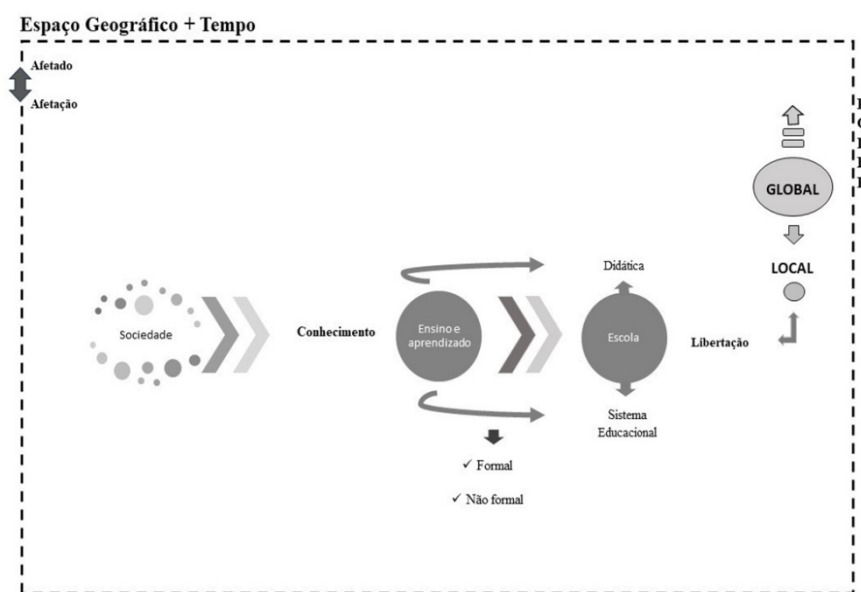 Espaço Geográfico + Tempo
Afetado
Afetação
GLOBAL
LOCAL
Didática
Sociedade
Conhecimento
Ensino e
aprendizado
Escola
Libertação
Sistema
Educacional
✓ Formal
✓ Não formal